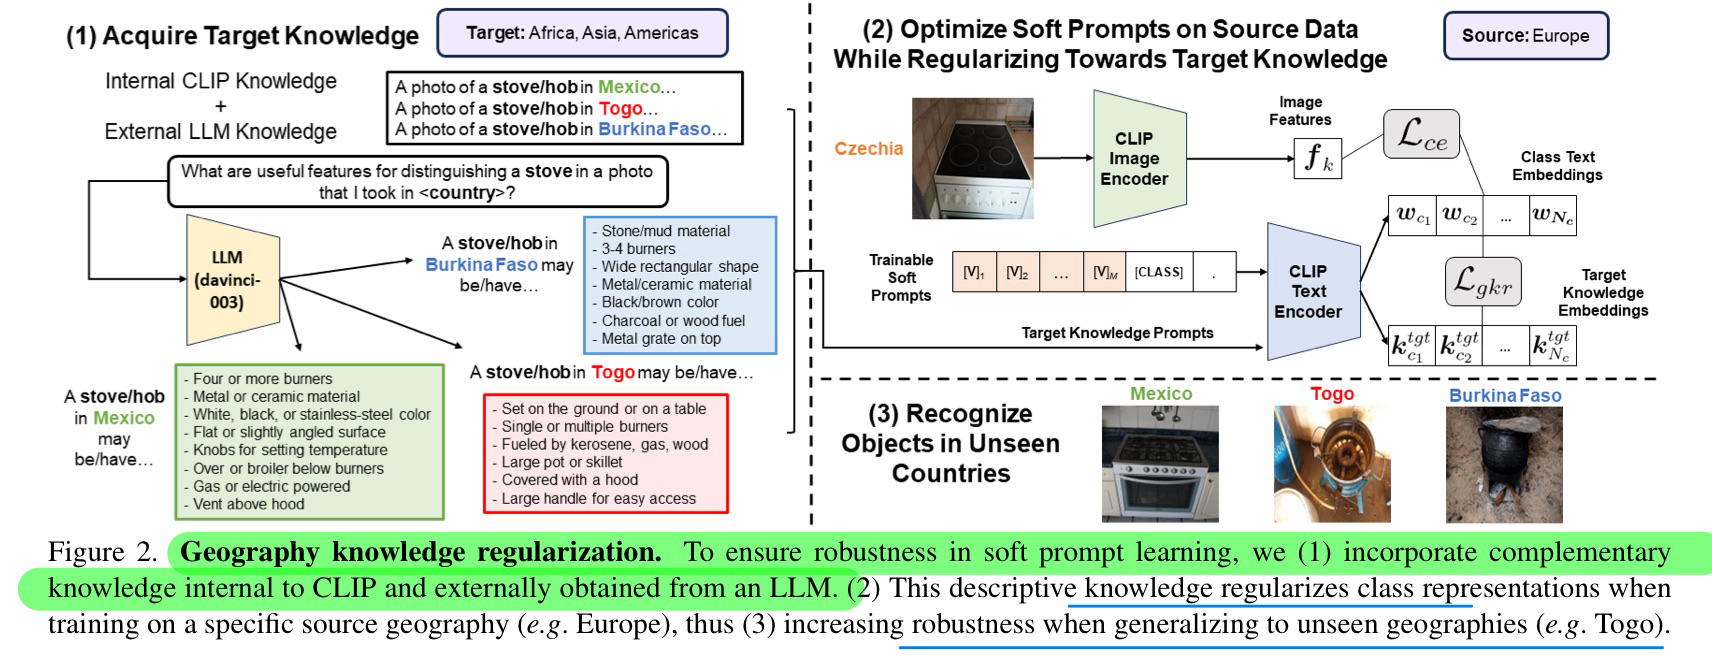 (1) Acquire Target Knowledge
Target: Africa, Asia, Americas
Internal CLIP Knowledge
+
External LLM Knowledge
A photo of a stove/hob in Mexico…
A photo of a stove/hob in Togo…
A photo of a stove/hob in Burkina Faso…
What are useful features for distinguishing a stove in a photo
that I took in <country>?
LLM
(davinci-
003)
A stove/hob in
Burkina Faso may
be/have…
- Stone/mud material
- 3-4 burners
- Wide rectangular shape
- Metal/ceramic material
- Black/brown color
- Charcoal or wood fuel
- Metal grate on top
A stove/hob
in Mexico
may
be/have…
- Four or more burners
- Metal or ceramic material
- White, black, or stainless-steel color
- Flat or slightly angled surface
- Knobs for setting temperature
- Over or broiler below burners
- Gas or electric powered
- Vent above hood
A stove/hob in Togo may be/have…
- Set on the ground or on a table
- Single or multiple burners
- Fueled by kerosene, gas, wood
- Large pot or skillet
- Covered with a hood
- Large handle for easy access
(2) Optimize Soft Prompts on Source Data
While Regularizing Towards Target Knowledge
Source: Europe
Czechia
CLIP
Image
Encoder
Image
Features
f_k
L_ce
Class Text
Embeddings
w_{c_1} w_{c_2} ... w_{N_c}
Trainable
Soft
Prompts
[V]₁ [V]₂ … [V]_M [CLASS] .
CLIP
Text
Encoder
L_gkr
Target
Knowledge
Embeddings
Target Knowledge Prompts
k^{tgt}_{c_1} k^{tgt}_{c_2} ... k^{tgt}_{N_c}
(3) Recognize
Objects in Unseen
Countries
Mexico
Togo
Burkina Faso
Figure 2. Geography knowledge regularization. To ensure robustness in soft prompt learning, we (1) incorporate complementary
knowledge internal to CLIP and externally obtained from an LLM. (2) This descriptive knowledge regularizes class representations when
training on a specific source geography (e.g. Europe), thus (3) increasing robustness when generalizing to unseen geographies (e.g. Togo).